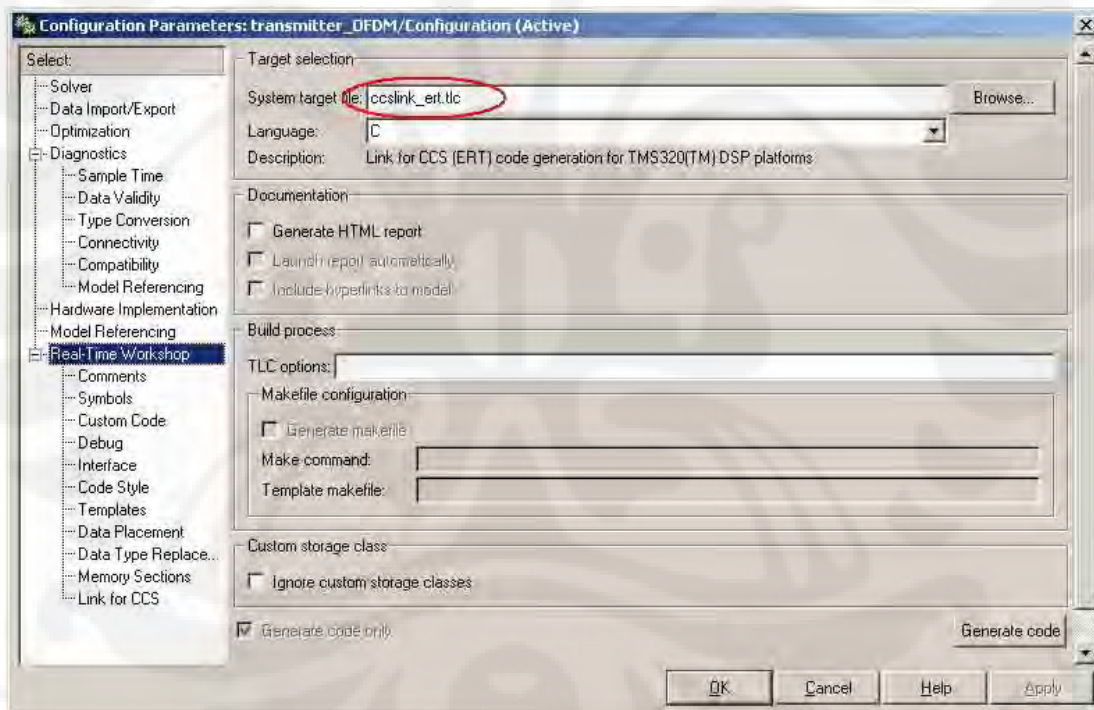 Configuration Parameters: transmitter_OFDM/Configuration (Active)
Select:
Solver
Data Import/Export
Optimization
Diagnostics
Sample Time
Data Validity
Type Conversion
Connectivity
Compatibility
Model Referencing
Hardware Implementation
Model Referencing
Real-Time Workshop
Comments
Symbols
Custom Code
Debug
Interface
Code Style
Templates
Data Placement
Data Type Replace...
Memory Sections
Link for CCS
Target selection
System target file: ccslink_ert.tlc Browse...
Language: C
Description: Link for CCS (ERT) code generation for TMS320(TM) DSP platforms
Documentation
Generate HTML report
Launch report automatically
Include hyperlinks to model
Build process
TLC options:
Makefile configuration
Generate makefile
Make command:
Template makefile:
Custom storage class
Ignore custom storage classes
Generate code only
Generate code
OK Cancel Help Apply